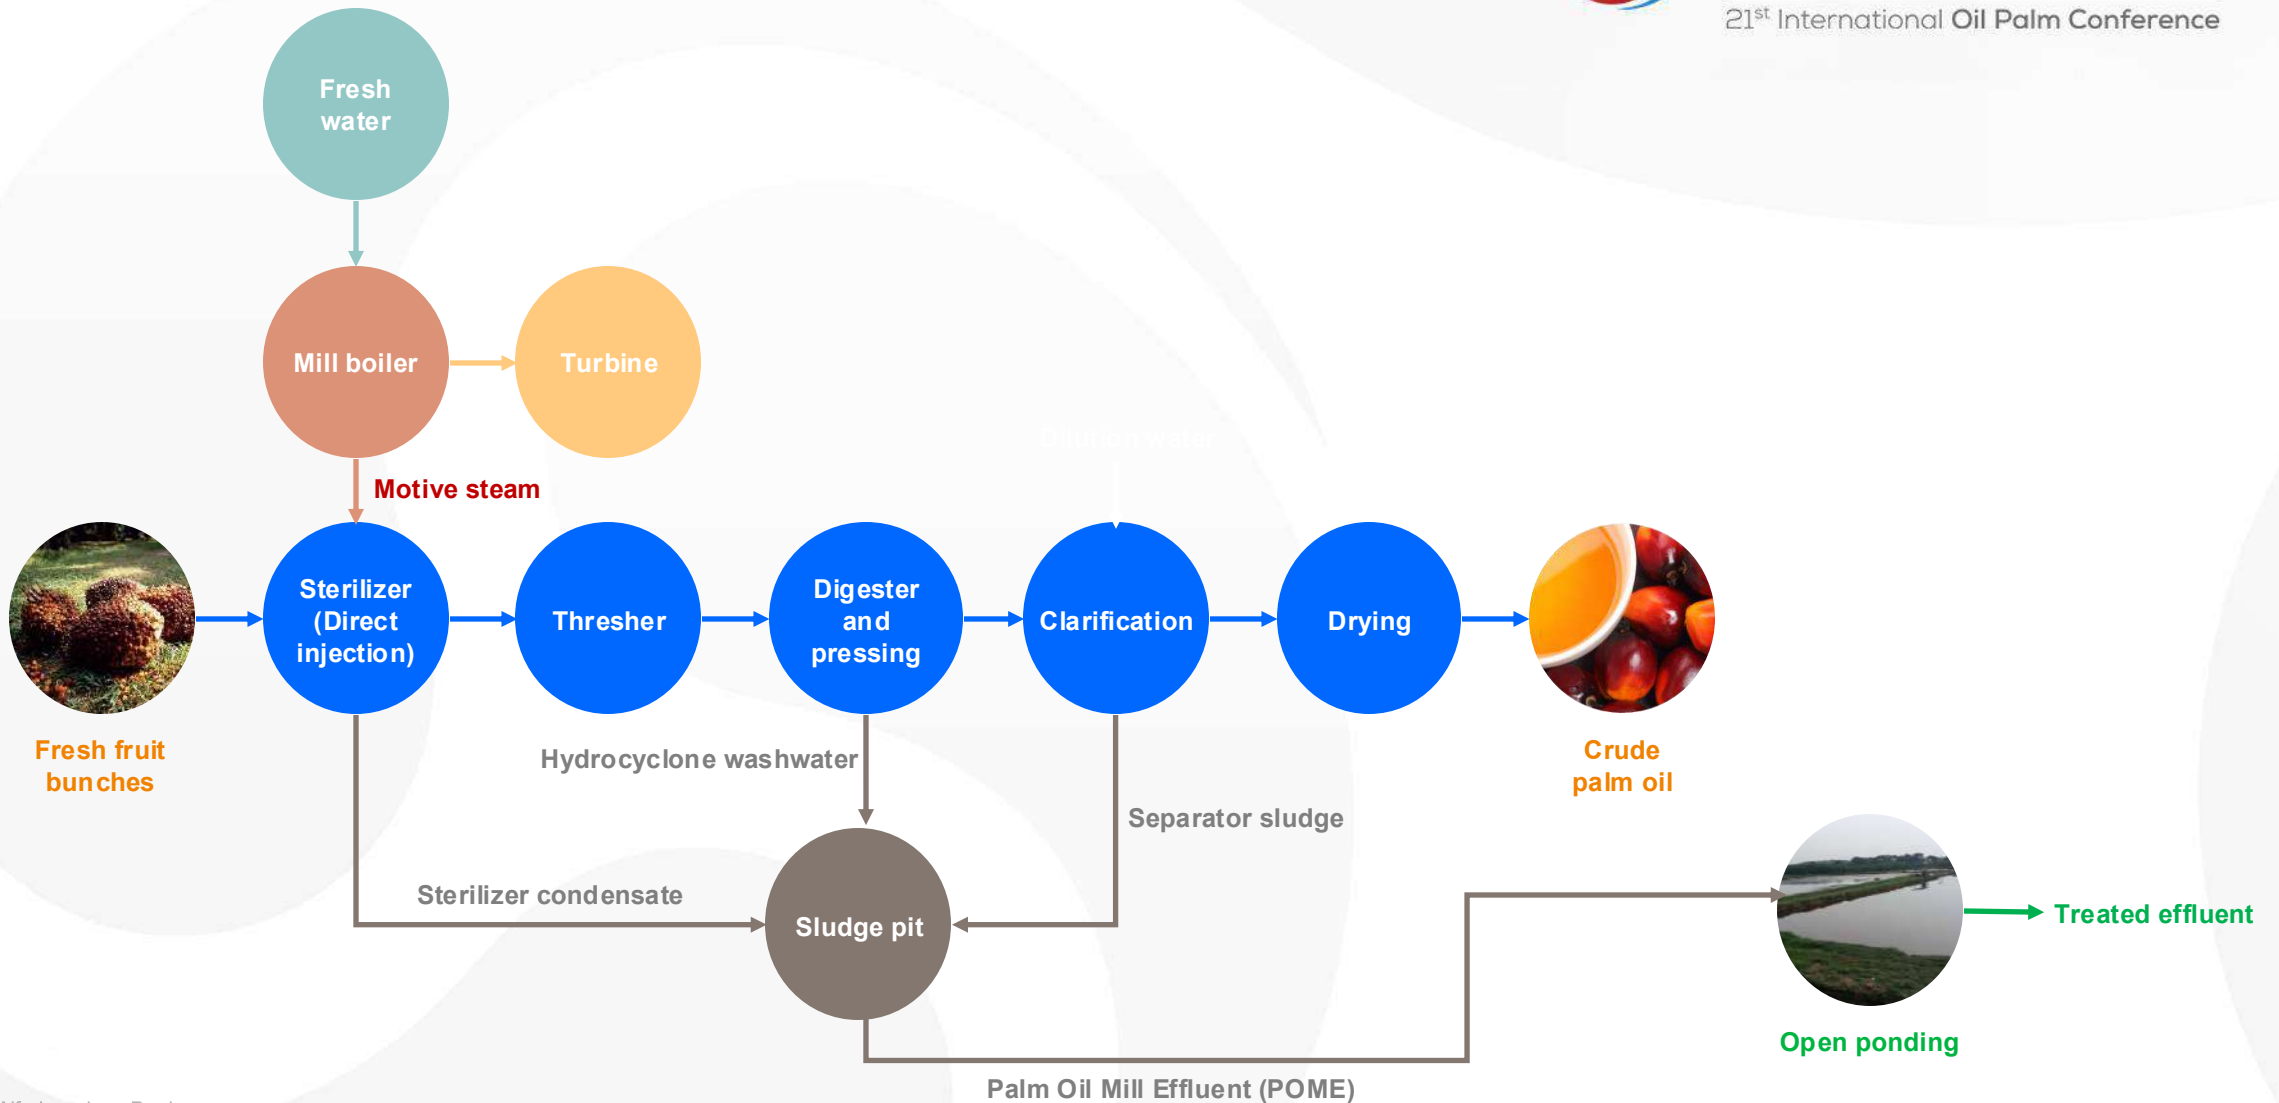 21st International Oil Palm Conference
Fresh
water
Mill boiler
Turbine
Dilution water
Motive steam
Sterilizer
(Direct
injection)
Thresher
Digester
and
pressing
Clarification
Drying
Fresh fruit
bunches
Hydrocyclone washwater
Crude
palm oil
Separator sludge
Sterilizer condensate
Sludge pit
Treated effluent
Open ponding
Palm Oil Mill Effluent (POME)